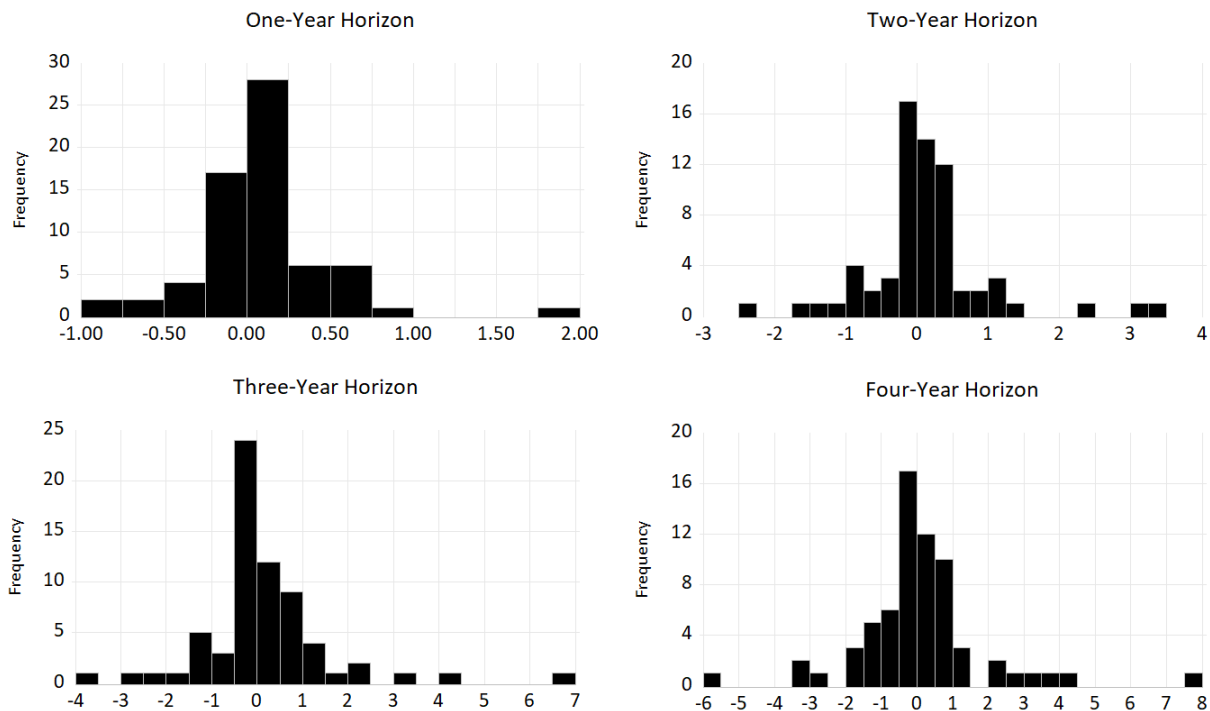 One-Year Horizon
Frequency
30
25
20
15
10
5
0
-1.00 -0.50 0.00 0.50 1.00 1.50 2.00
Two-Year Horizon
Frequency
20
16
12
8
4
0
-3 -2 -1 0 1 2 3 4
Three-Year Horizon
Frequency
25
20
15
10
5
0
-4 -3 -2 -1 0 1 2 3 4 5 6 7
Four-Year Horizon
Frequency
20
16
12
8
4
0
-6 -5 -4 -3 -2 -1 0 1 2 3 4 5 6 7 8